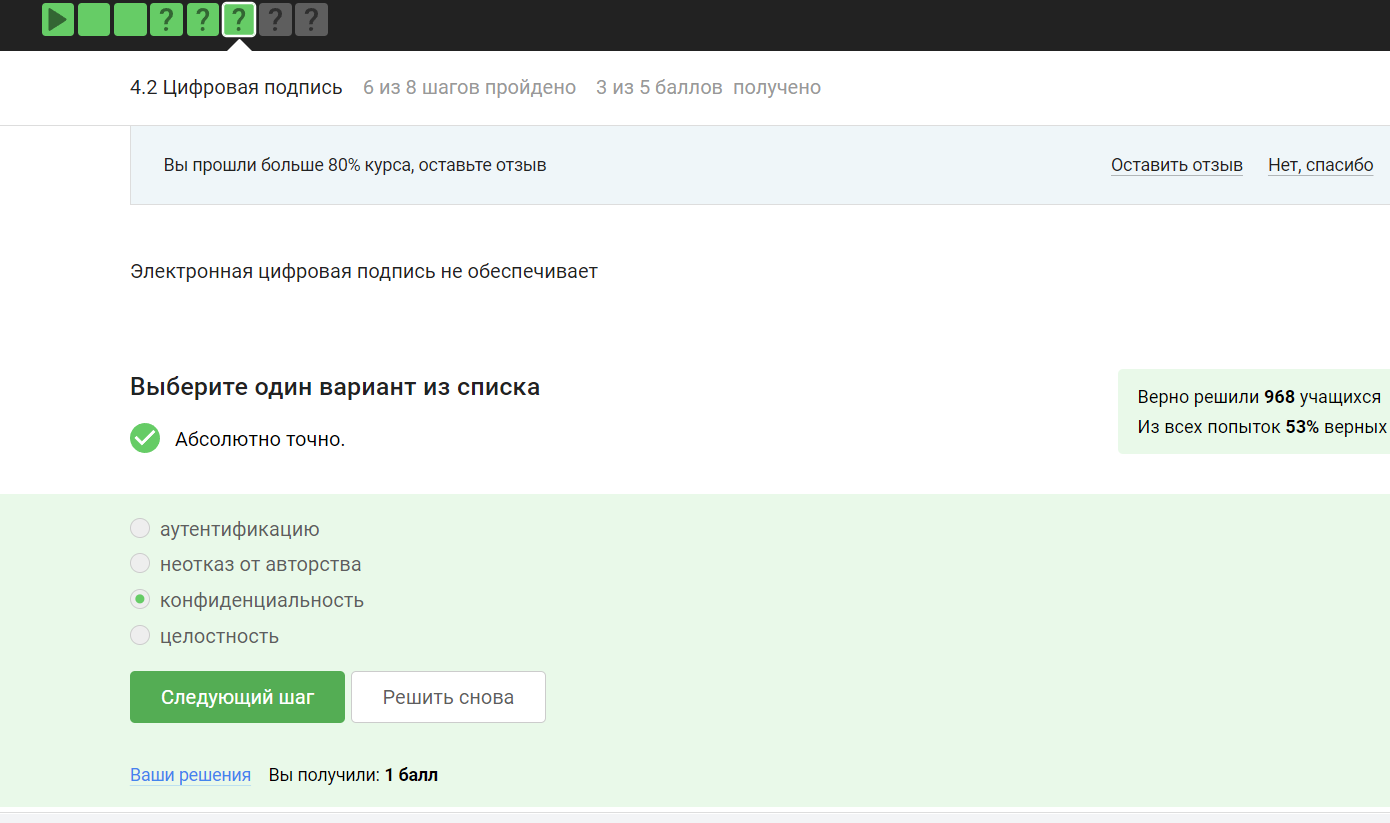 ? ? ? ? ?
4.2 Цифровая подпись 6 из 8 шагов пройдено 3 из 5 баллов получено
Вы прошли больше 80% курса, оставьте отзыв Оставить отзыв Нет, спасибо
Электронная цифровая подпись не обеспечивает
Выберите один вариант из списка
Верно решили 968 учащихся
Абсолютно точно.
Из всех попыток 53% верных
аутентификацию
неотказ от авторства
конфиденциальность
целостность
Следующий шаг Решить снова
Ваши решения Вы получили: 1 балл